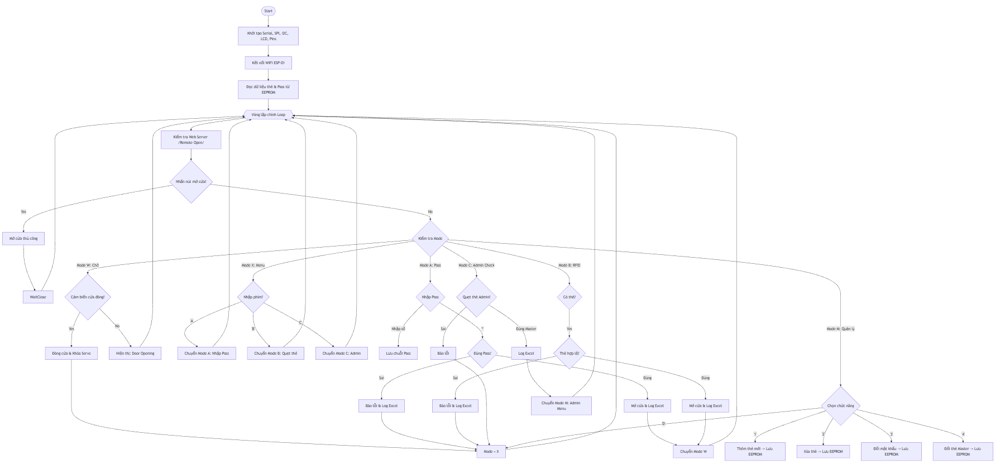 Start
Khởi tạo Serial, SPI, I2C,
LCD, Pins
Kết nối WiFi ESP-01
Đọc dữ liệu thẻ & Pass từ
EEPROM
Vòng lặp chính Loop
Kiểm tra Web Server
/Remote Open/
Nhấn nút mở cửa?
Yes
No
Mở cửa thủ công
Kiểm tra Mode
Mode W: Chờ
Mode X: Menu
Mode A: Pass
Mode C: Admin Check
Mode B: RFID
WaitClose
Cảm biến cửa đóng?
Nhập phím?
Nhập Pass
Quẹt thẻ Admin?
Có thẻ?
Yes
No
'A'
'B'
'C'
Nhập số
'*'
Sai
Đúng Master
Yes
Mode M: Quản lý
Đóng cửa & Khóa Servo
Hiện thị: Door Opening
Chuyển Mode A: Nhập Pass
Chuyển Mode B: Quẹt thẻ
Chuyển Mode C: Admin
Lưu chuỗi Pass
Báo lỗi
Đúng Pass?
Log Excel
Thẻ hợp lệ?
Sai
Sai
Đúng
Đúng
Báo lỗi & Log Excel
Báo lỗi & Log Excel
Chuyển Mode M: Admin
Menu
Mở cửa & Log Excel
Mở cửa & Log Excel
Chọn chức năng
'D'
'1'
'2'
'3'
'4'
Mode = X
Chuyển Mode W
Thêm thẻ mới -> Lưu
EEPROM
Xóa thẻ -> Lưu EEPROM
Đổi mật khẩu -> Lưu
EEPROM
Đổi thẻ Master -> Lưu
EEPROM